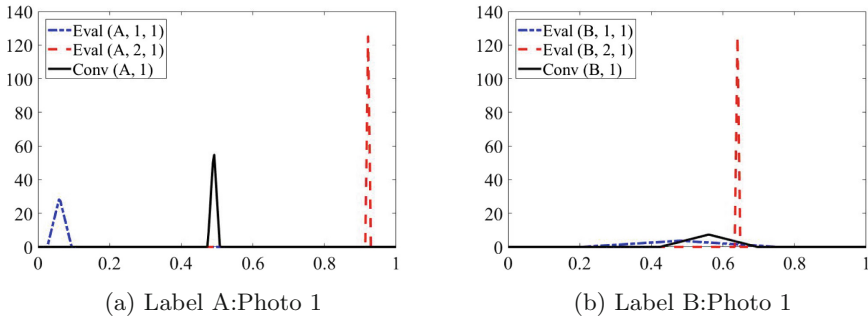 140
120
100
80
60
40
20
0
Eval (A, 1, 1)
Eval (A, 2, 1)
Conv (A, 1)
0 0.2 0.4 0.6 0.8 1
(a) Label A:Photo 1
140
120
100
80
60
40
20
0
Eval (B, 1, 1)
Eval (B, 2, 1)
Conv (B, 1)
0 0.2 0.4 0.6 0.8 1
(b) Label B:Photo 1